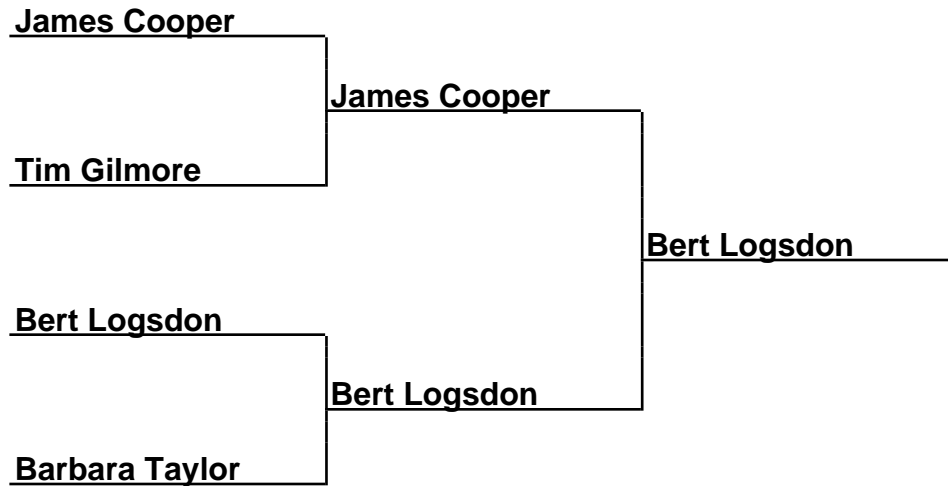 James Cooper
James Cooper
Tim Gilmore
Bert Logsdon
Bert Logsdon
Bert Logsdon
Barbara Taylor